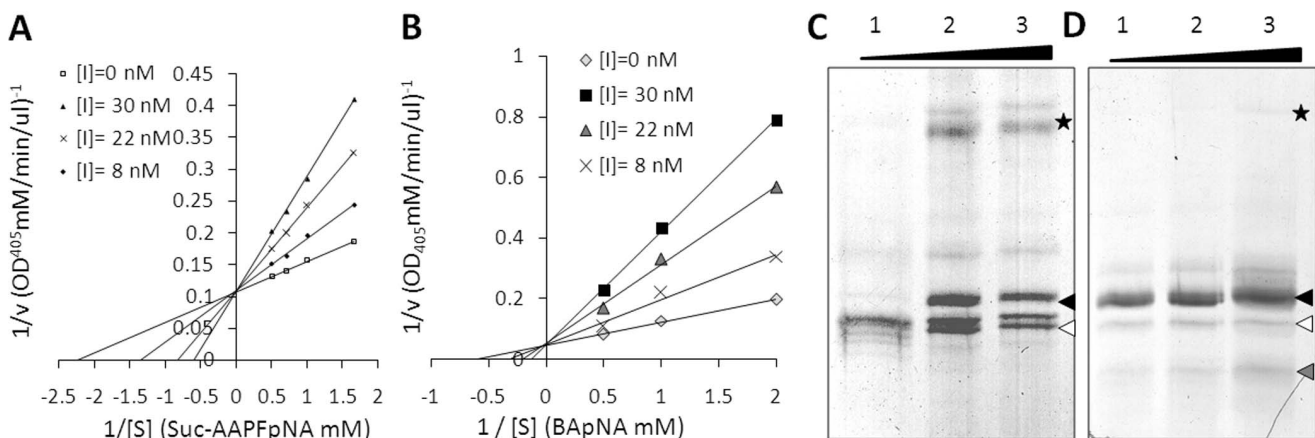 A
[I]=0 nM
[I]= 30 nM
[I]= 22 nM
[I]= 8 nM
0.45
0.4
0.35
0.3
0.25
0.2
0.15
0.1
0.05
0
-2.5 -2 -1.5 -1 -0.5 0 0.5 1 1.5 2
1/v (OD⁴⁰⁵mM/min/ul)⁻¹
1/[S] (Suc-AAPFpNA mM)
B
[I]=0 nM
[I]= 30 nM
[I]= 22 nM
[I]= 8 nM
1
0.8
0.6
0.4
0.2
0
-1 -0.5 0 0.5 1 1.5 2
1/v (OD₄₀₅mM/min/ul)⁻¹
1 / [S] (BApNA mM)
C
1 2 3
D
1 2 3